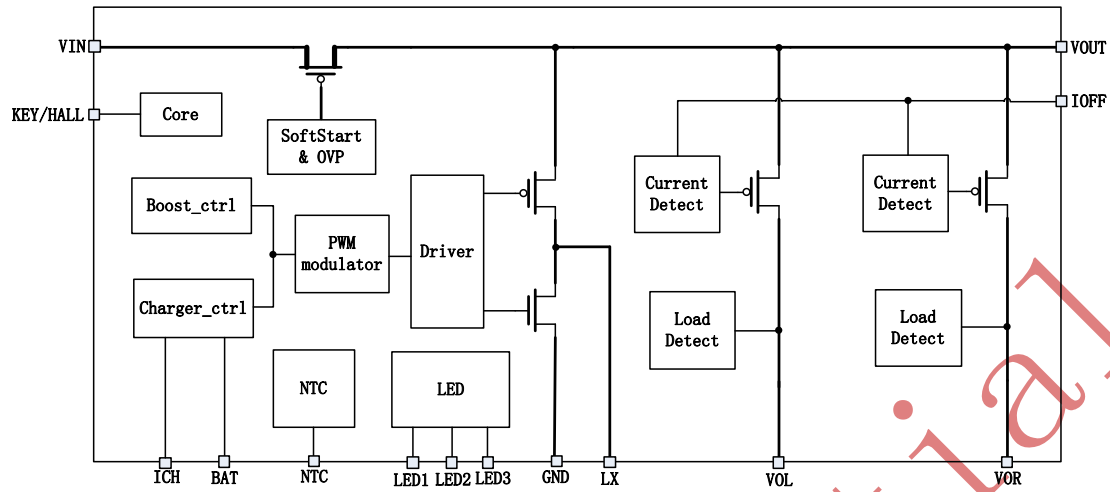 VIN
VOUT
KEY/HALL
IOFF
Core
SoftStart
& OVP
Boost_ctrl
PWM
modulator
Driver
Current
Detect
Current
Detect
Charger_ctrl
Load
Detect
Load
Detect
NTC
LED
ICH
BAT
NTC
LED1
LED2
LED3
GND
LX
VOL
VOR
tial